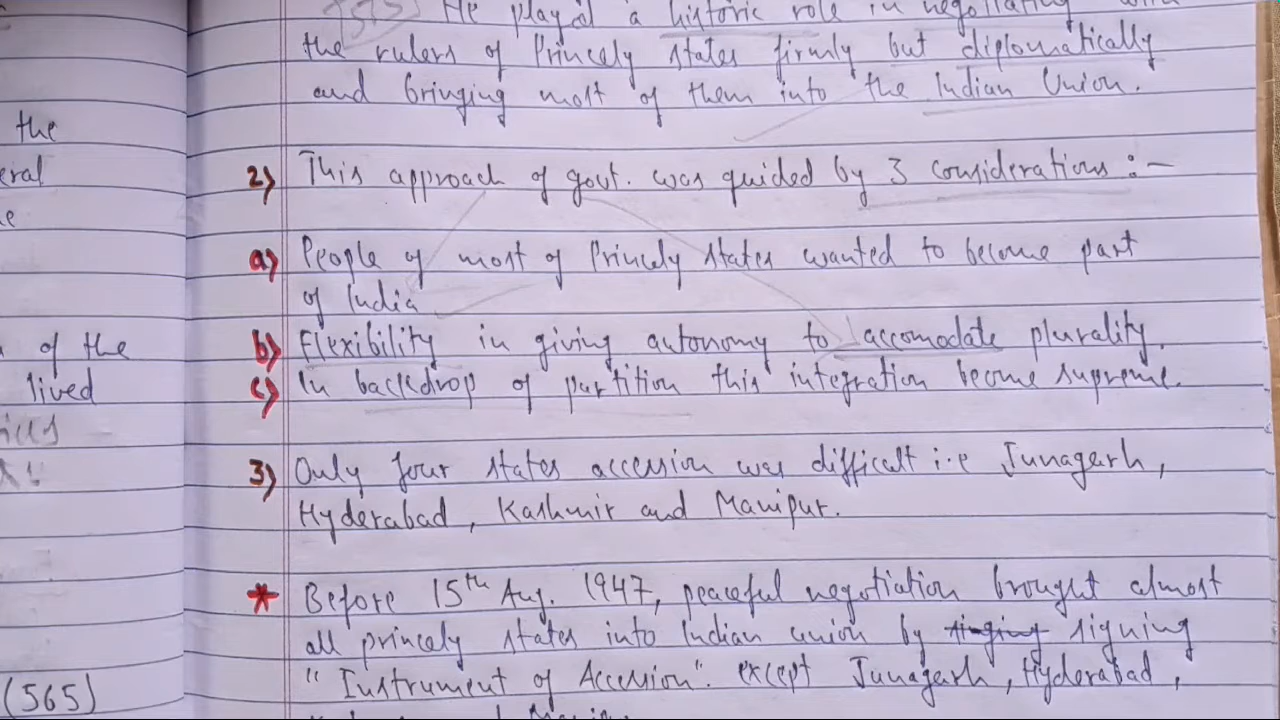 He played a historic role in negotiating with
the rulers of Princely states firmly but diplomatically
and bringing most of them into the Indian Union.
2) This approach of govt. was guided by 3 considerations :-
a) People of most of Princely states wanted to become part
of India
b) Flexibility in giving autonomy to accomodate plurality.
c) In backdrop of partition this integration become supreme.
3) Only four states accession was difficult i.e Junagarh,
Hyderabad, Kashmir and Manipur.
* Before 15th Aug. 1947, peaceful negotiation brought almost
all princely states into Indian union by signing
"Instrument of Accession". except Junagarh, Hyderabad,
the
of the
lived
(565)